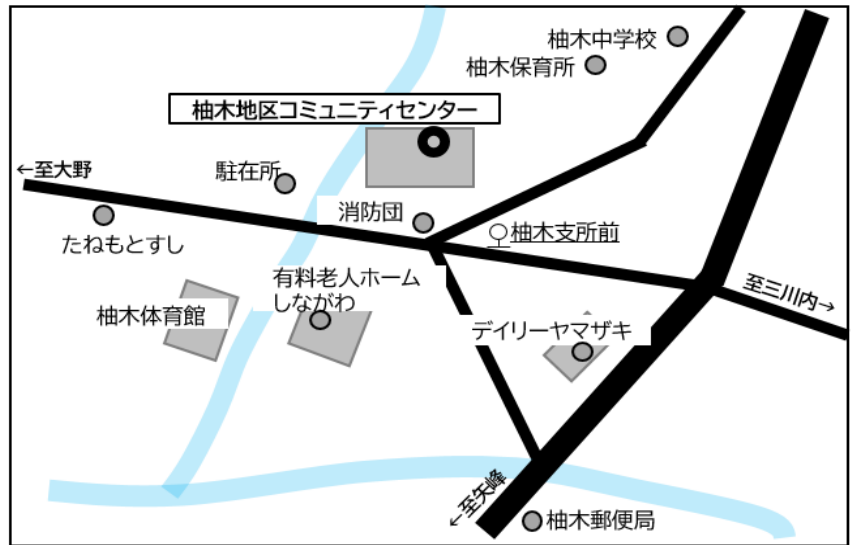 柚木中学校
柚木保育所
柚木地区コミュニティセンター
←至大野
駐在所
消防団
柚木支所前
たねもとすし
有料老人ホーム
しながわ
至三川内→
柚木体育館
デイリーヤマザキ
←至矢峰
柚木郵便局